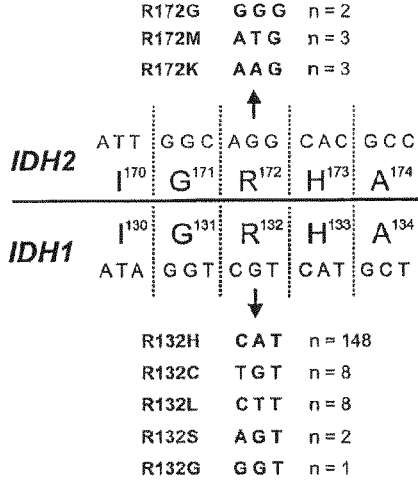 R172G GGG n = 2
R172M ATG n = 3
R172K AAG n = 3
ATT GGC AGG CAC GCC
IDH2 I170 G171 R172 H173 A174
IDH1 I130 G131 R132 H133 A134
ATA GGT CGT CAT GCT
R132H CAT n = 148
R132C TGT n = 8
R132L CTT n = 8
R132S AGT n = 2
R132G GGT n = 1